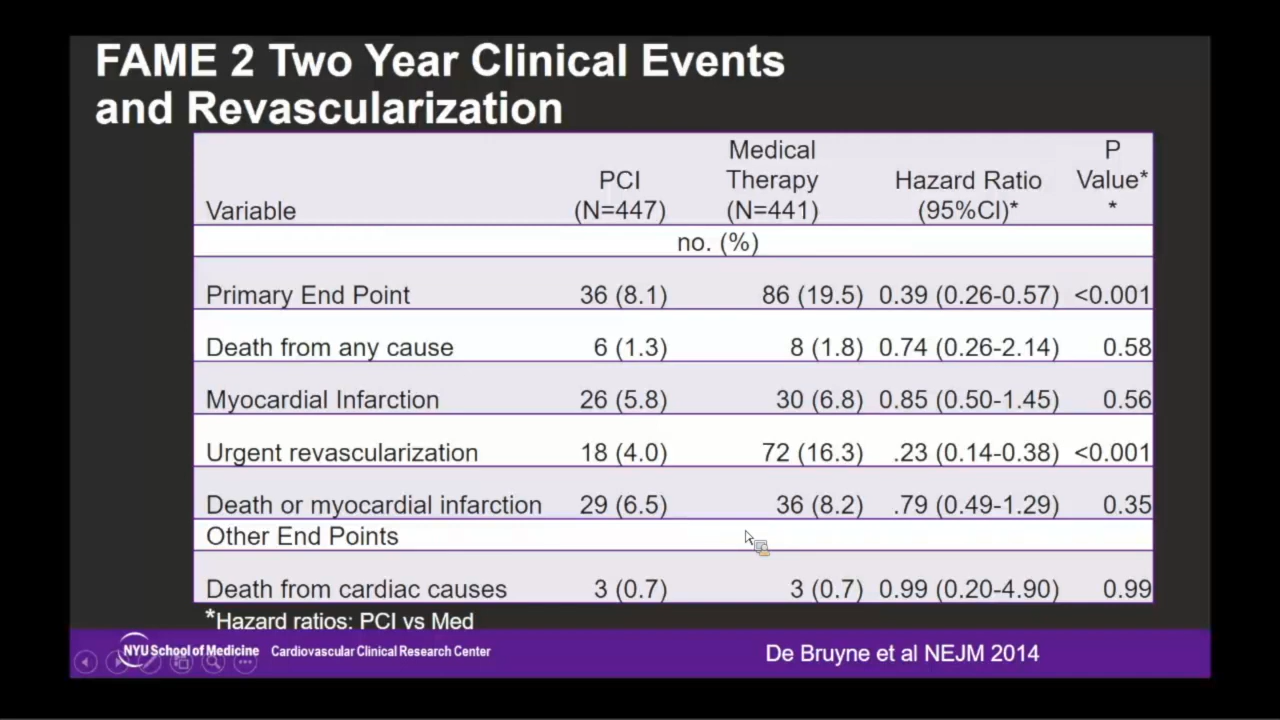 FAME 2 Two Year Clinical Events
and Revascularization
Variable PCI (N=447) Medical Therapy (N=441) Hazard Ratio (95%CI)* P Value* *
no. (%)
Primary End Point 36 (8.1) 86 (19.5) 0.39 (0.26-0.57) <0.001
Death from any cause 6 (1.3) 8 (1.8) 0.74 (0.26-2.14) 0.58
Myocardial Infarction 26 (5.8) 30 (6.8) 0.85 (0.50-1.45) 0.56
Urgent revascularization 18 (4.0) 72 (16.3) .23 (0.14-0.38) <0.001
Death or myocardial infarction 29 (6.5) 36 (8.2) .79 (0.49-1.29) 0.35
Other End Points
Death from cardiac causes 3 (0.7) 3 (0.7) 0.99 (0.20-4.90) 0.99
*Hazard ratios: PCI vs Med
NYU School of Medicine Cardiovascular Clinical Research Center
De Bruyne et al NEJM 2014